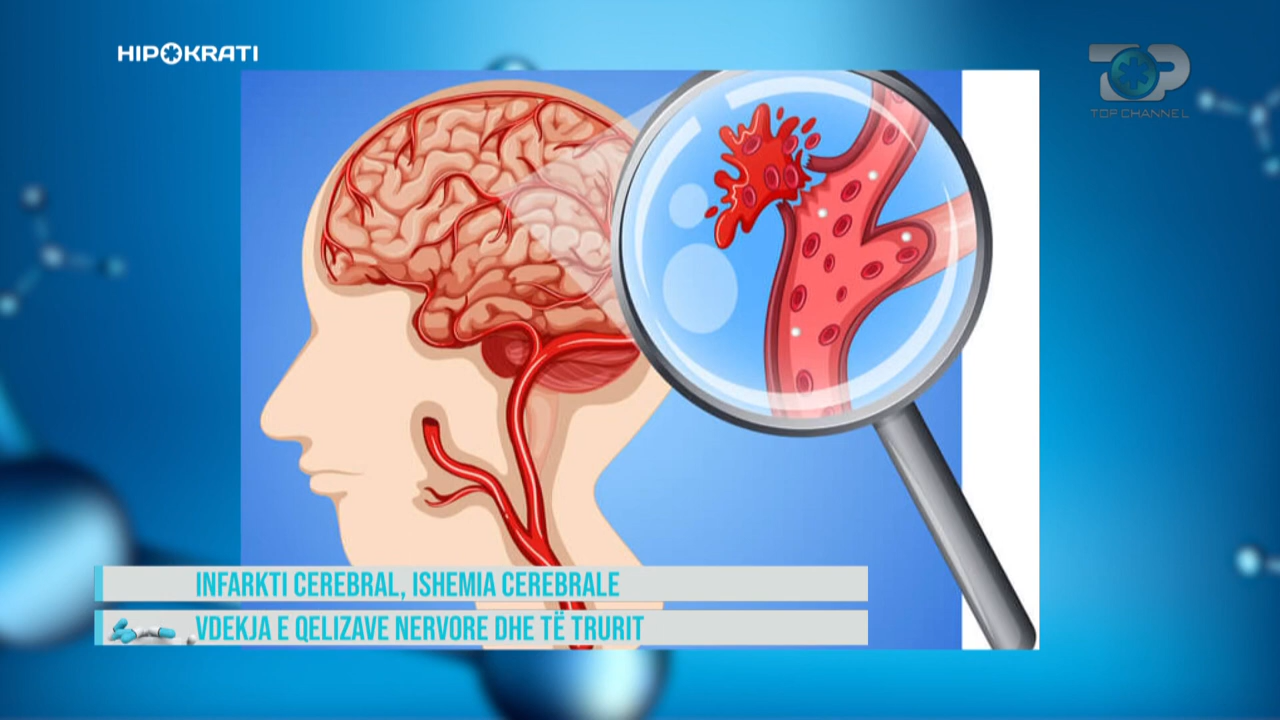 HIPOKRATI
TOP CHANNEL
INFARKTI CEREBRAL, ISHEMIA CEREBRALE
VDEKJA E QELIZAVE NERVORE DHE TË TRURIT